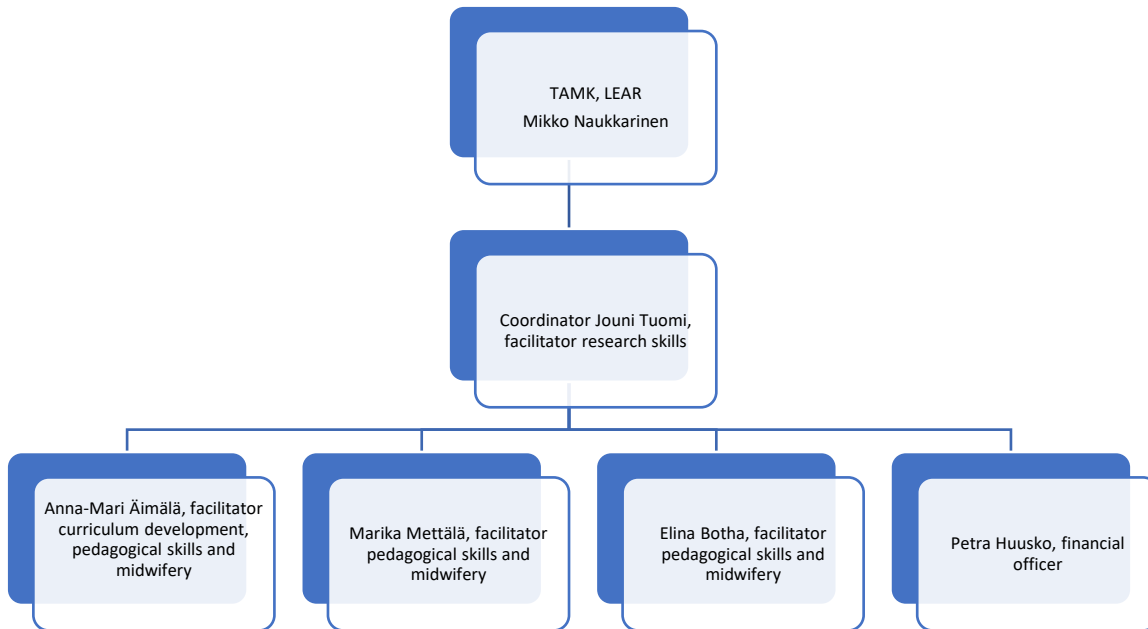 TAMK, LEAR
Mikko Naukkarinen
Coordinator Jouni Tuomi,
facilitator research skills
Anna-Mari Äimälä, facilitator
curriculum development,
pedagogical skills and
midwifery
Marika Mettälä, facilitator
pedagogical skills and
midwifery
Elina Botha, facilitator
pedagogical skills and
midwifery
Petra Huusko, financial
officer